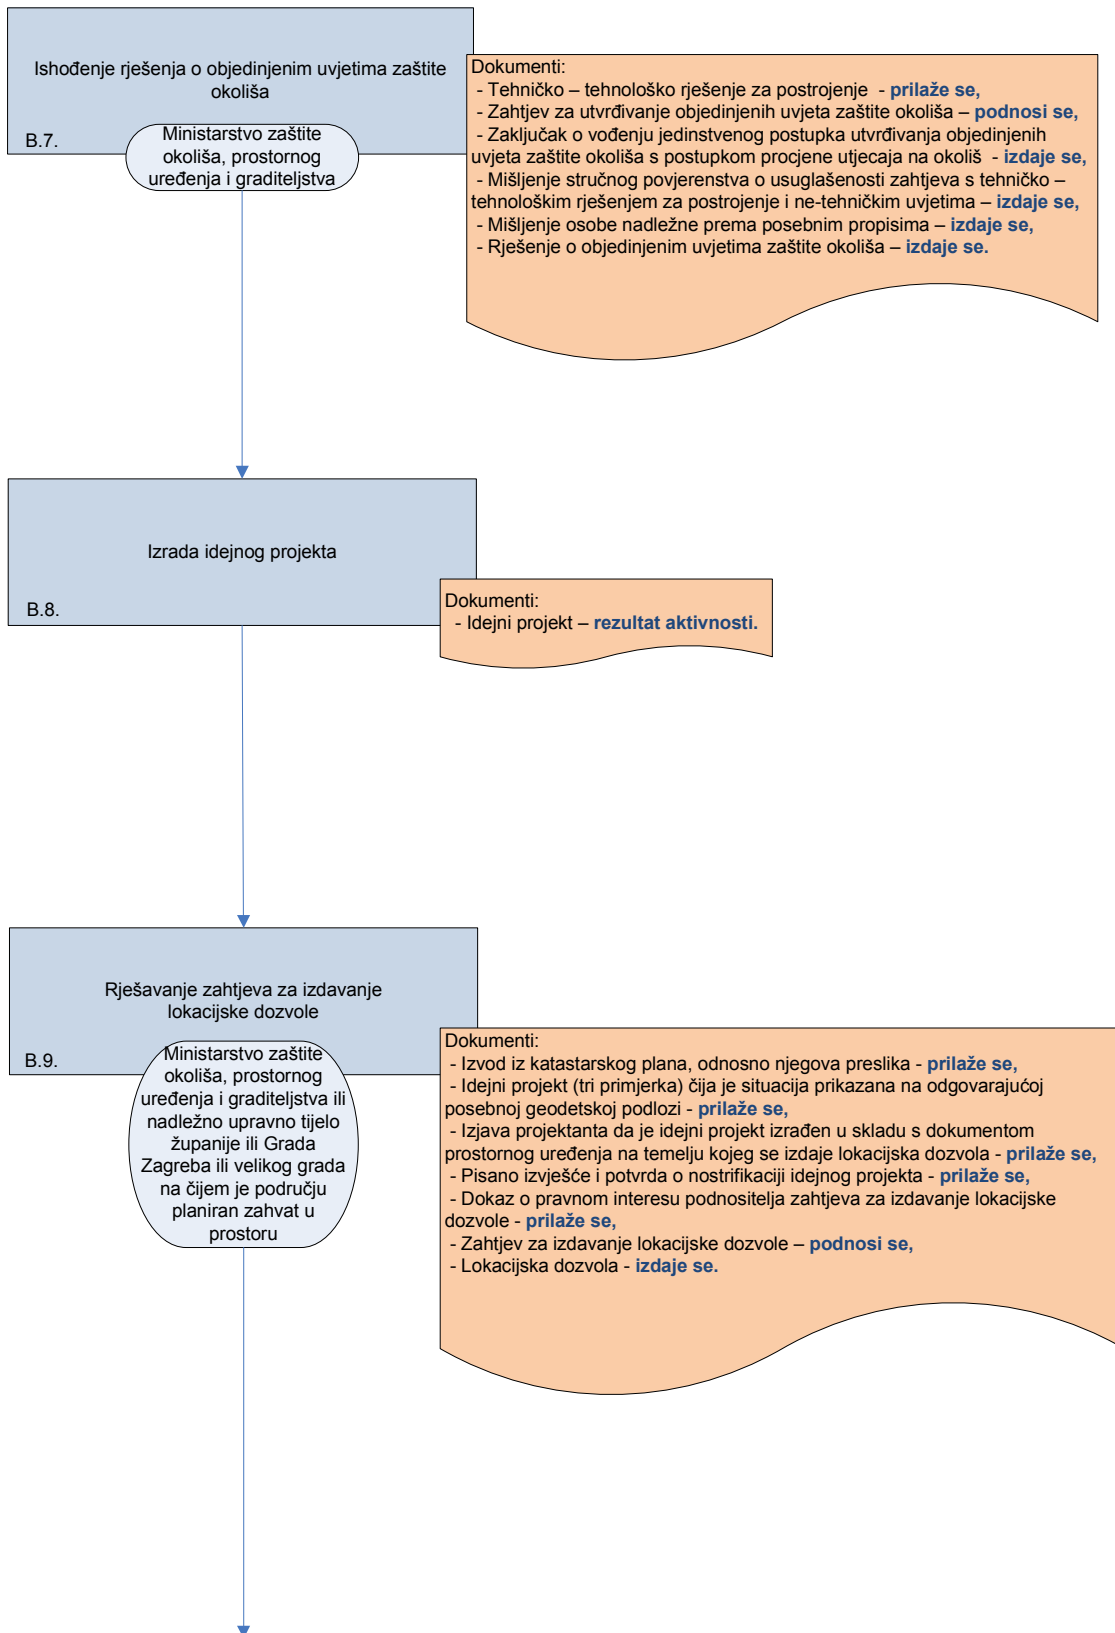 Ishođenje rješenja o objedinjenim uvjetima zaštite
okoliša
B.7.
Ministarstvo zaštite
okoliša, prostornog
uređenja i graditeljstva
Dokumenti:
- Tehničko – tehnološko rješenje za postrojenje - prilaže se,
- Zahtjev za utvrđivanje objedinjenih uvjeta zaštite okoliša – podnosi se,
- Zaključak o vođenju jedinstvenog postupka utvrđivanja objedinjenih
uvjeta zaštite okoliša s postupkom procjene utjecaja na okoliš - izdaje se,
- Mišljenje stručnog povjerenstva o usuglašenosti zahtjeva s tehničko –
tehnološkim rješenjem za postrojenje i ne-tehničkim uvjetima – izdaje se,
- Mišljenje osobe nadležne prema posebnim propisima – izdaje se,
- Rješenje o objedinjenim uvjetima zaštite okoliša – izdaje se.
Izrada idejnog projekta
B.8.
Dokumenti:
- Idejni projekt – rezultat aktivnosti.
Rješavanje zahtjeva za izdavanje
lokacijske dozvole
B.9.
Ministarstvo zaštite
okoliša, prostornog
uređenja i graditeljstva ili
nadležno upravno tijelo
županije ili Grada
Zagreba ili velikog grada
na čijem je području
planiran zahvat u
prostoru
Dokumenti:
- Izvod iz katastarskog plana, odnosno njegova preslika - prilaže se,
- Idejni projekt (tri primjerka) čija je situacija prikazana na odgovarajućoj
posebnoj geodetskoj podlozi - prilaže se,
- Izjava projektanta da je idejni projekt izrađen u skladu s dokumentom
prostornog uređenja na temelju kojeg se izdaje lokacijska dozvola - prilaže se,
- Pisano izvješće i potvrda o nostrifikaciji idejnog projekta - prilaže se,
- Dokaz o pravnom interesu podnositelja zahtjeva za izdavanje lokacijske
dozvole - prilaže se,
- Zahtjev za izdavanje lokacijske dozvole – podnosi se,
- Lokacijska dozvola - izdaje se.